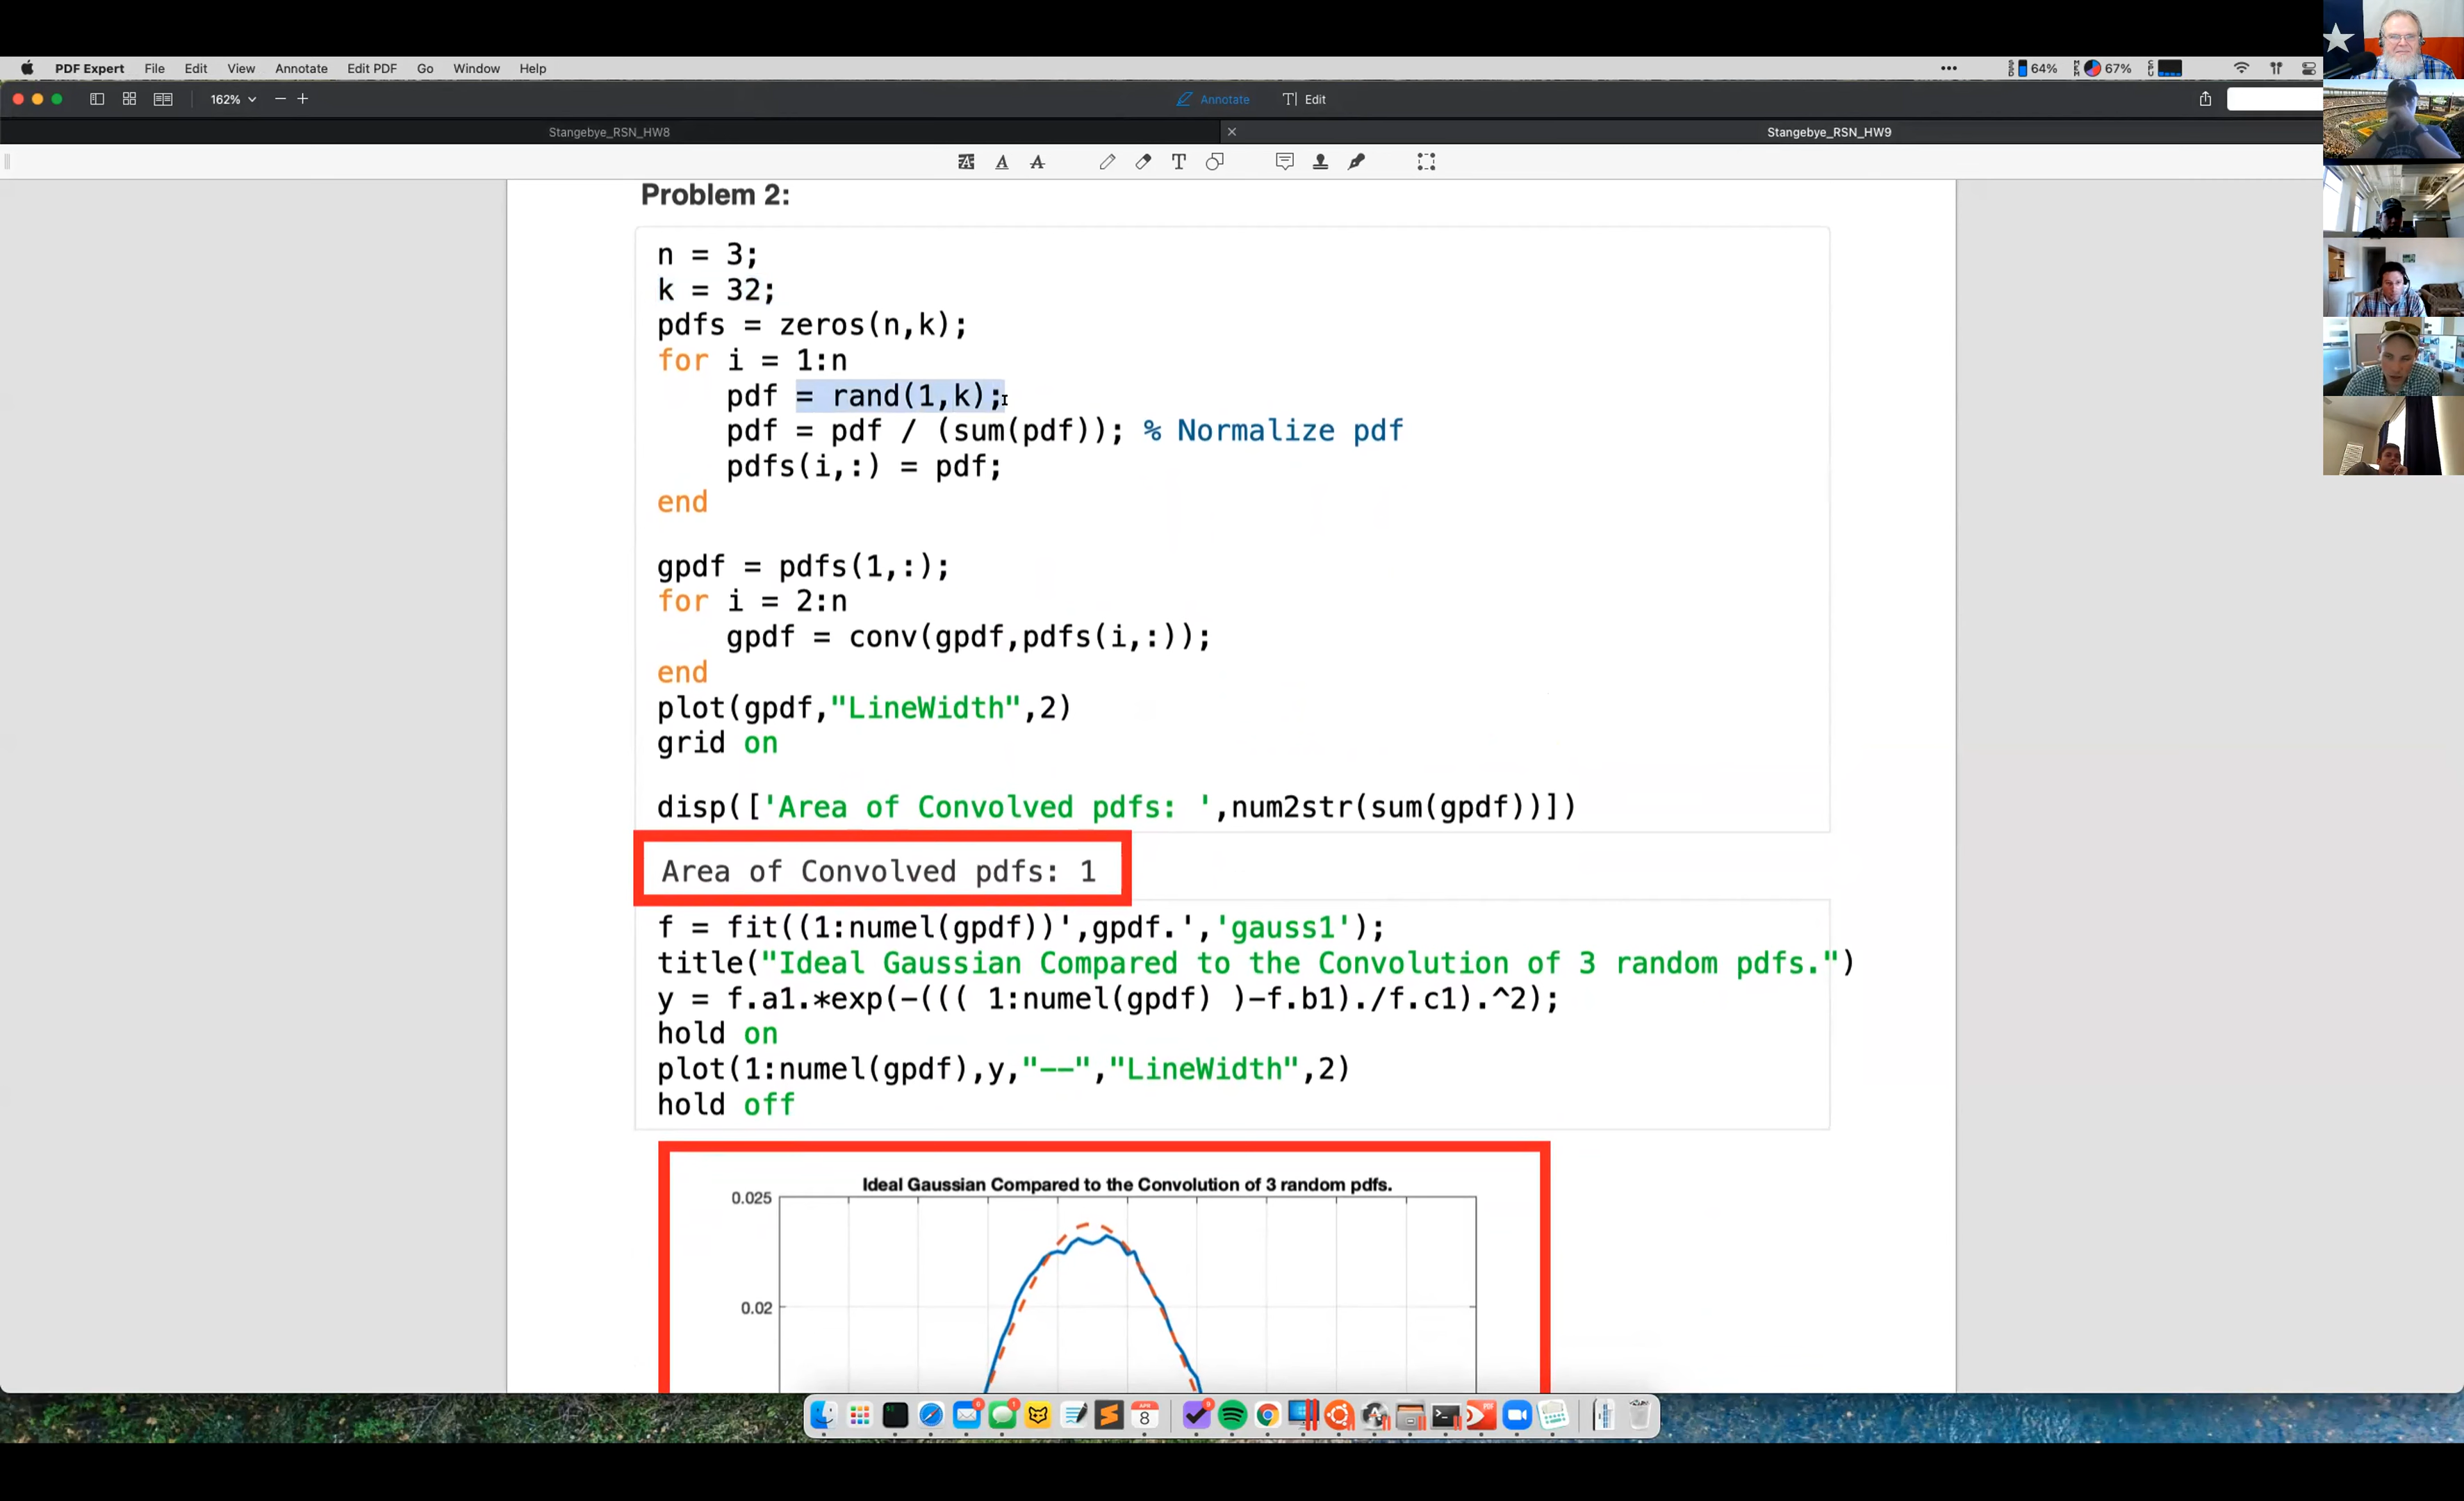 PDF Expert File Edit View Annotate Edit PDF Go Window Help
64% 67%
162% Annotate Edit
Stangebye_RSN_HW8 Stangebye_RSN_HW9
Problem 2:
n = 3;
k = 32;
pdfs = zeros(n,k);
for i = 1:n
pdf = rand(1,k);
pdf = pdf / (sum(pdf)); % Normalize pdf
pdfs(i,:) = pdf;
end
gpdf = pdfs(1,:);
for i = 2:n
gpdf = conv(gpdf,pdfs(i,:));
end
plot(gpdf,"LineWidth",2)
grid on
disp(['Area of Convolved pdfs: ',num2str(sum(gpdf))])
Area of Convolved pdfs: 1
f = fit((1:numel(gpdf))',gpdf.','gauss1');
title("Ideal Gaussian Compared to the Convolution of 3 random pdfs.")
y = f.a1.*exp(-((( 1:numel(gpdf) )-f.b1)./f.c1).^2);
hold on
plot(1:numel(gpdf),y,"--","LineWidth",2)
hold off
Ideal Gaussian Compared to the Convolution of 3 random pdfs.
0.025
0.02
APR
8